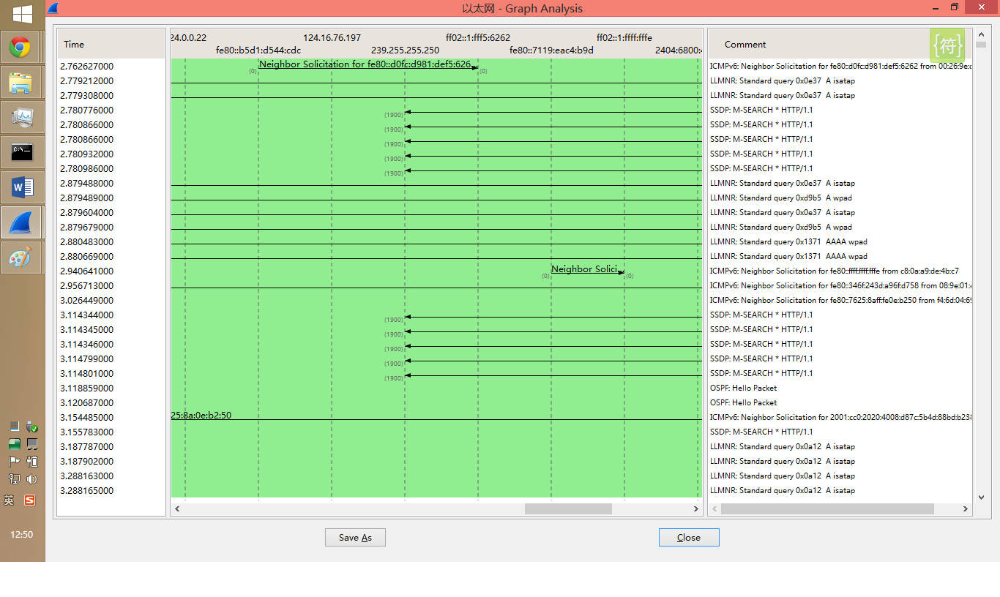 以太网 - Graph Analysis
Time
24.0.0.22 124.16.76.197 ff02::1:fff5:6262 ff02::1:ffff:fffe
fe80::b5d1:d544:cdc 239.255.255.250 fe80::7119:eac4:b9d 2404:6800:
Comment
{符}
2.762627000 (0) Neighbor Solicitation for fe80::d0fc:d981:def5:626... (0) ICMPv6: Neighbor Solicitation for fe80::d0fc:d981:def5:6262 from 00:26:9e:
2.779212000 LLMNR: Standard query 0x0e37 A isatap
2.779308000 LLMNR: Standard query 0x0e37 A isatap
2.780776000 (1900) SSDP: M-SEARCH * HTTP/1.1
2.780866000 (1900) SSDP: M-SEARCH * HTTP/1.1
2.780866000 (1900) SSDP: M-SEARCH * HTTP/1.1
2.780932000 (1900) SSDP: M-SEARCH * HTTP/1.1
2.780986000 (1900) SSDP: M-SEARCH * HTTP/1.1
2.879488000 LLMNR: Standard query 0x0e37 A isatap
2.879489000 LLMNR: Standard query 0xd9b5 A wpad
2.879604000 LLMNR: Standard query 0x0e37 A isatap
2.879679000 LLMNR: Standard query 0xd9b5 A wpad
2.880483000 LLMNR: Standard query 0x1371 AAAA wpad
2.880669000 LLMNR: Standard query 0x1371 AAAA wpad
2.940641000 (0) Neighbor Solici... (0) ICMPv6: Neighbor Solicitation for fe80::ffff:ffff:fffe from c8:0a:a9:de:4b:c7
2.956713000 ICMPv6: Neighbor Solicitation for fe80::346f:243d:a96f:d758 from 08:9e:01:
3.026449000 ICMPv6: Neighbor Solicitation for fe80::7625:8aff:fe0e:b250 from f4:6d:04:69
3.114344000 (1900) SSDP: M-SEARCH * HTTP/1.1
3.114345000 (1900) SSDP: M-SEARCH * HTTP/1.1
3.114346000 (1900) SSDP: M-SEARCH * HTTP/1.1
3.114799000 (1900) SSDP: M-SEARCH * HTTP/1.1
3.114801000 (1900) SSDP: M-SEARCH * HTTP/1.1
3.118859000 OSPF: Hello Packet
3.120687000 OSPF: Hello Packet
3.154485000 25:8a:0e:b2:50 ICMPv6: Neighbor Solicitation for 2001:cc0:2020:4008:d87c:5b4d:88bd:b238
3.155783000 SSDP: M-SEARCH * HTTP/1.1
3.187787000 LLMNR: Standard query 0x0a12 A isatap
3.187902000 LLMNR: Standard query 0x0a12 A isatap
3.288163000 LLMNR: Standard query 0x0a12 A isatap
3.288165000 LLMNR: Standard query 0x0a12 A isatap
Save As
Close
C:\
W
英 S
12:50